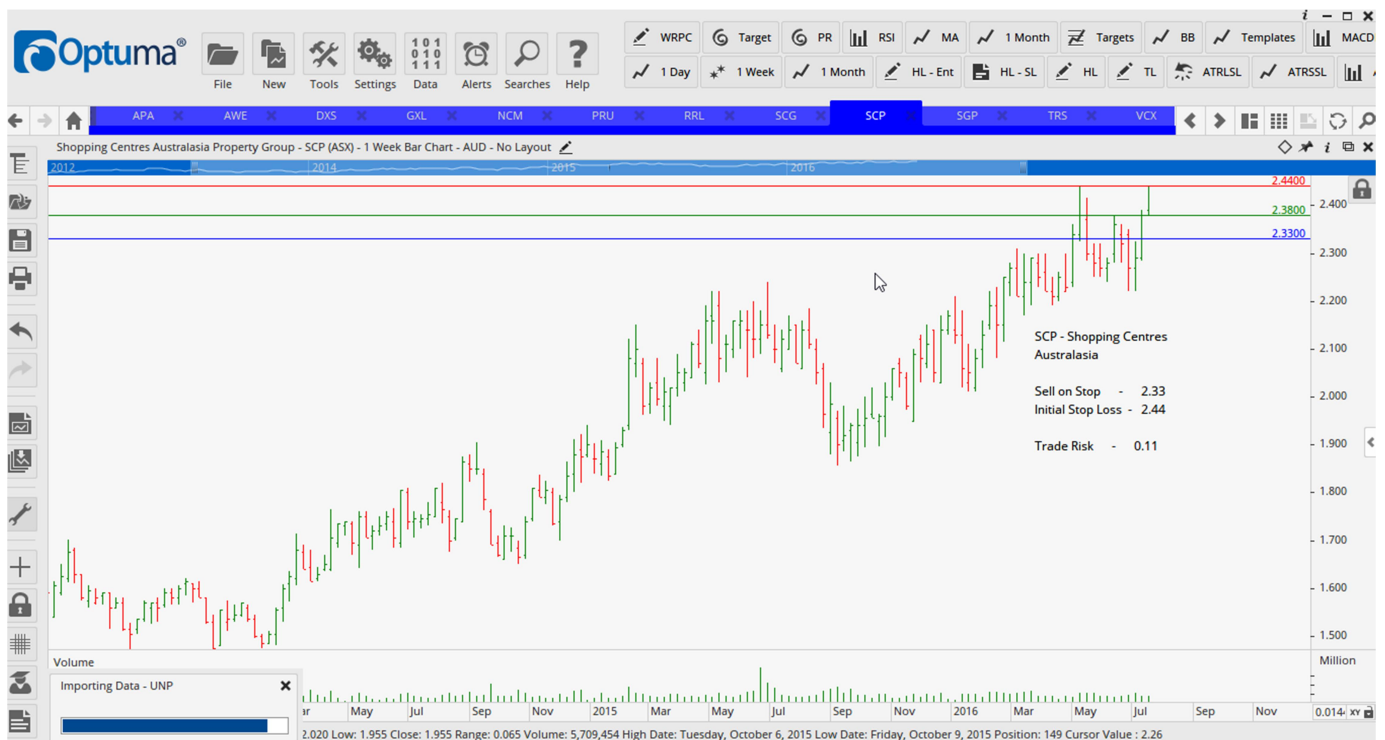 Optuma®
File
New
Tools
Settings
101
010
111
Data
Alerts
Searches
?
Help
WRPC
Target
PR
RSI
MA
1 Month
Targets
BB
Templates
MACD
1 Day
1 Week
1 Month
HL - Ent
HL - SL
HL
TL
ATRLSL
ATRSSL
APA
AWE
DXS
GXL
NCM
PRU
RRL
SCG
SCP
SGP
TRS
VCX
Shopping Centres Australasia Property Group - SCP (ASX) - 1 Week Bar Chart - AUD - No Layout
2012
2014
2015
2016
2.4400
2.3800
2.3300
2.400
2.300
2.200
2.100
2.000
1.900
1.800
1.700
1.600
1.500
SCP - Shopping Centres
Australasia
Sell on Stop - 2.33
Initial Stop Loss - 2.44
Trade Risk - 0.11
Volume
Million
Importing Data - UNP
May
Jul
Sep
Nov
2015
Mar
May
Jul
Sep
Nov
2016
Mar
May
Jul
Sep
Nov
XY
2.020 Low: 1.955 Close: 1.955 Range: 0.065 Volume: 5,709,454 High Date: Tuesday, October 6, 2015 Low Date: Friday, October 9, 2015 Position: 149 Cursor Value : 2.26